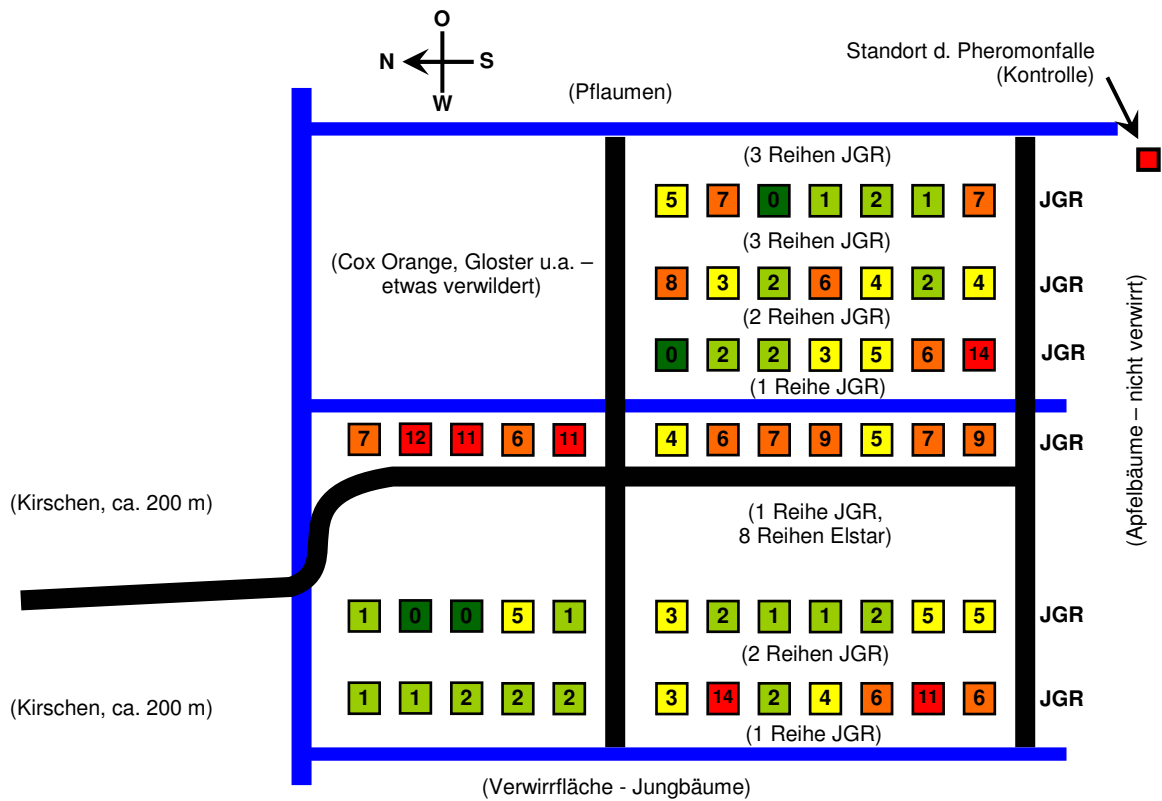 O
N
S
W
Standort d. Pheromonfalle
(Kontrolle)
(Pflaumen)
(3 Reihen JGR)
5 7 0 1 2 1 7 JGR
(3 Reihen JGR)
(Cox Orange, Gloster u.a. –
etwas verwildert)
8 3 2 6 4 2 4 JGR
(2 Reihen JGR)
0 2 2 3 5 6 14 JGR
(1 Reihe JGR)
(Apfelbäume – nicht verwirrt)
7 12 11 6 11 4 6 7 9 5 7 9 JGR
(Kirschen, ca. 200 m)
(1 Reihe JGR,
8 Reihen Elstar)
1 0 0 5 1 3 2 1 1 2 5 5 JGR
(2 Reihen JGR)
(Kirschen, ca. 200 m)
1 1 2 2 2 3 14 2 4 6 11 6 JGR
(1 Reihe JGR)
(Verwirrfläche - Jungbäume)